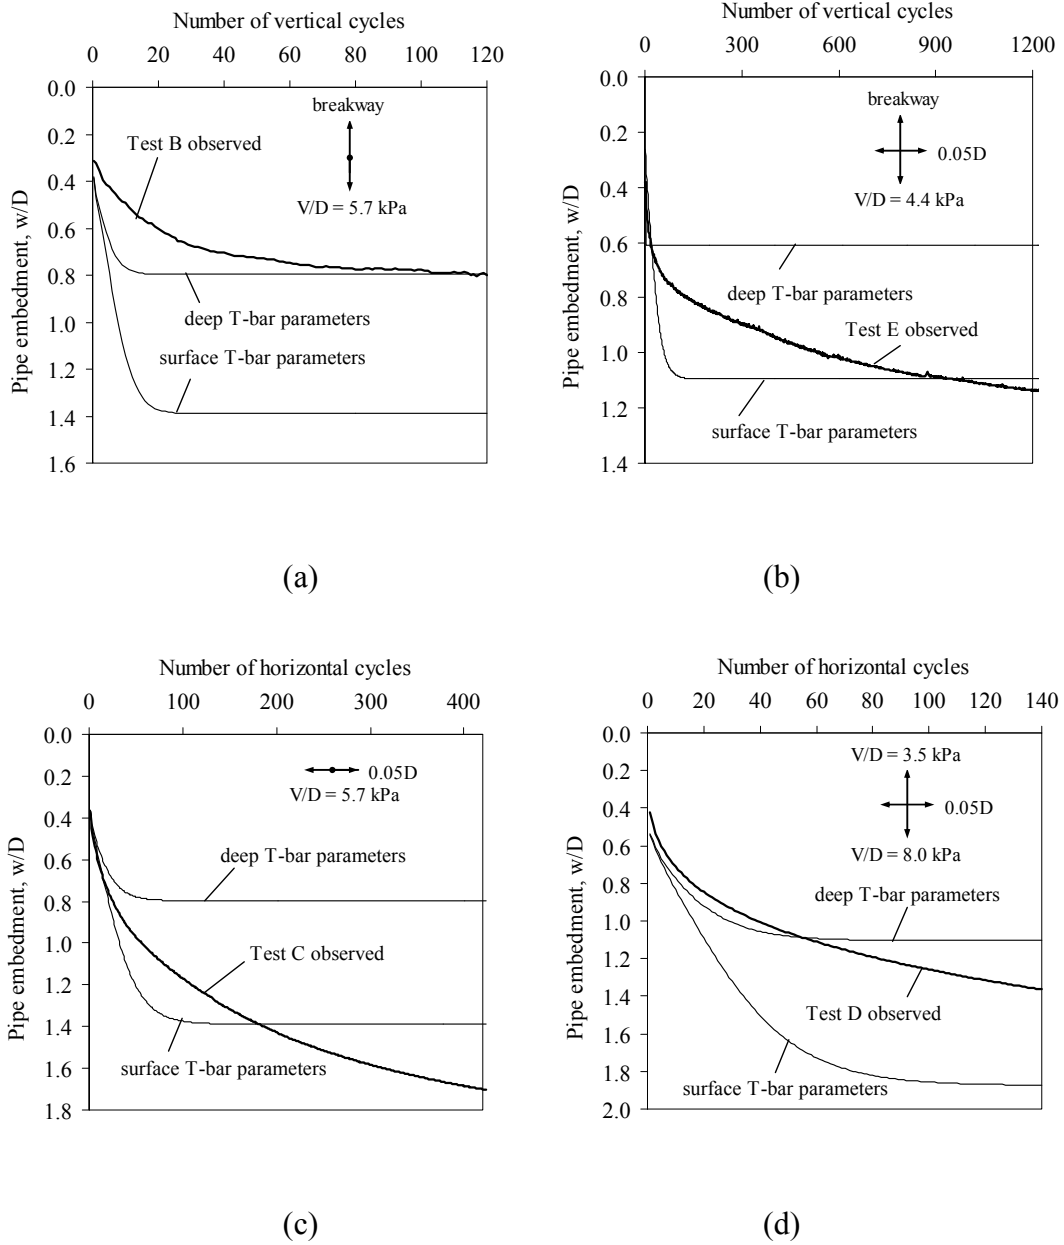 Number of vertical cycles
0 20 40 60 80 100 120
0.0
0.2
0.4
0.6
0.8
1.0
1.2
1.4
1.6
Pipe embedment, w/D
breakway
Test B observed
V/D = 5.7 kPa
deep T-bar parameters
surface T-bar parameters
(a)
Number of vertical cycles
0 300 600 900 1200
0.0
0.2
0.4
0.6
0.8
1.0
1.2
1.4
Pipe embedment, w/D
breakway
0.05D
V/D = 4.4 kPa
deep T-bar parameters
Test E observed
surface T-bar parameters
(b)
Number of horizontal cycles
0 100 200 300 400
0.0
0.2
0.4
0.6
0.8
1.0
1.2
1.4
1.6
1.8
Pipe embedment, w/D
0.05D
V/D = 5.7 kPa
deep T-bar parameters
Test C observed
surface T-bar parameters
(c)
Number of horizontal cycles
0 20 40 60 80 100 120 140
0.0
0.2
0.4
0.6
0.8
1.0
1.2
1.4
1.6
1.8
2.0
Pipe embedment, w/D
V/D = 3.5 kPa
0.05D
V/D = 8.0 kPa
deep T-bar parameters
Test D observed
surface T-bar parameters
(d)